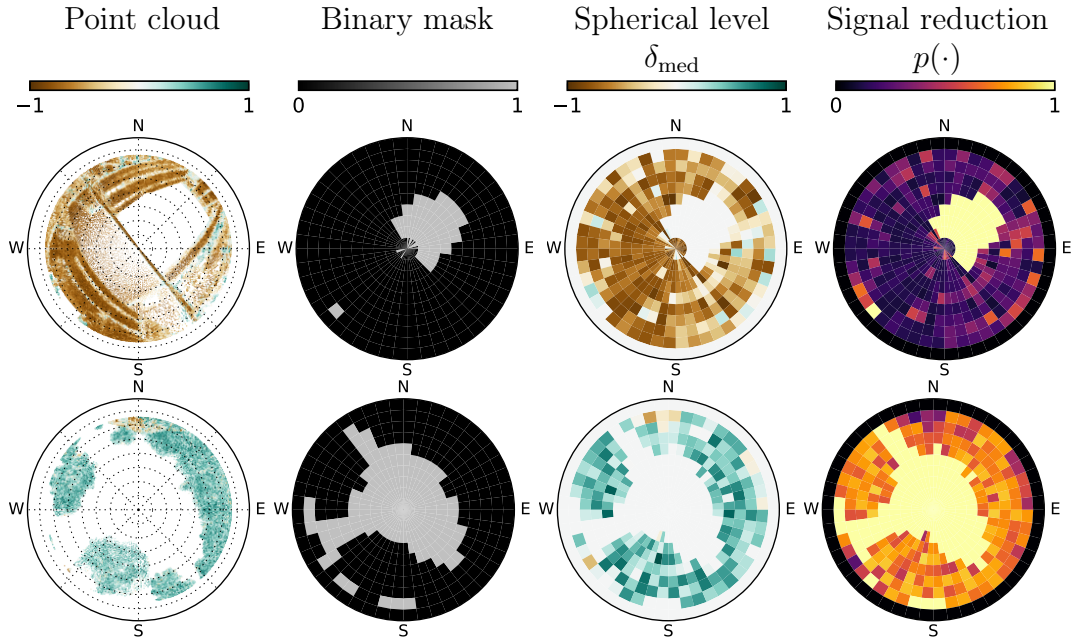 Point cloud Binary mask Spherical level Signal reduction
δmed p(·)
−1 1 0 1 −1 1 0 1
N N N N
W E W E W E W E
S S S S
N N N N
W E W E W E W E
S S S S